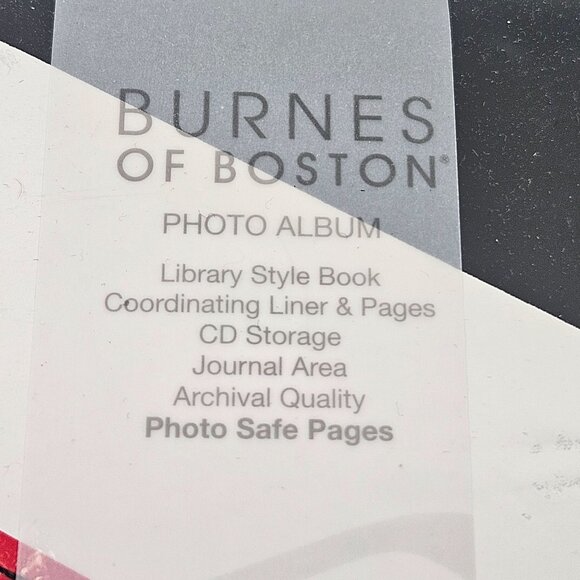 BURNES
OF BOSTON®
PHOTO ALBUM
Library Style Book
Coordinating Liner & Pages
CD Storage
Journal Area
Archival Quality
Photo Safe Pages